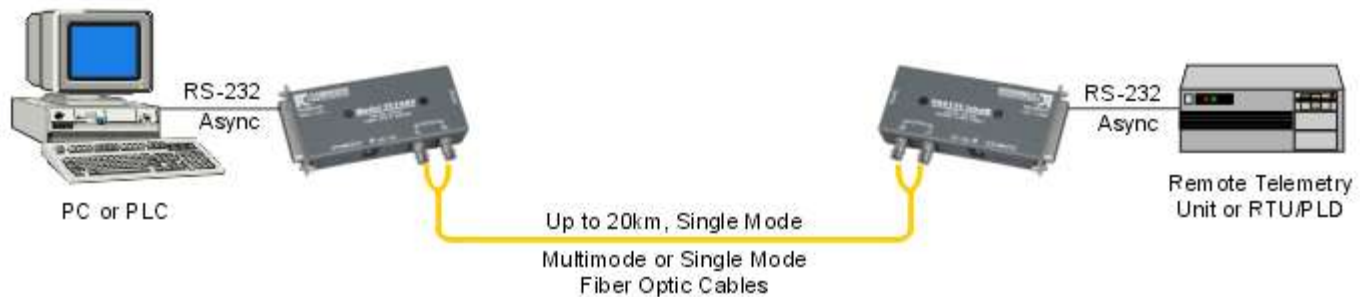 RS-232
Async
PC or PLC
Up to 20km, Single Mode
Multimode or Single Mode
Fiber Optic Cables
RS-232
Async
Remote Telemetry
Unit or RTU/PLD